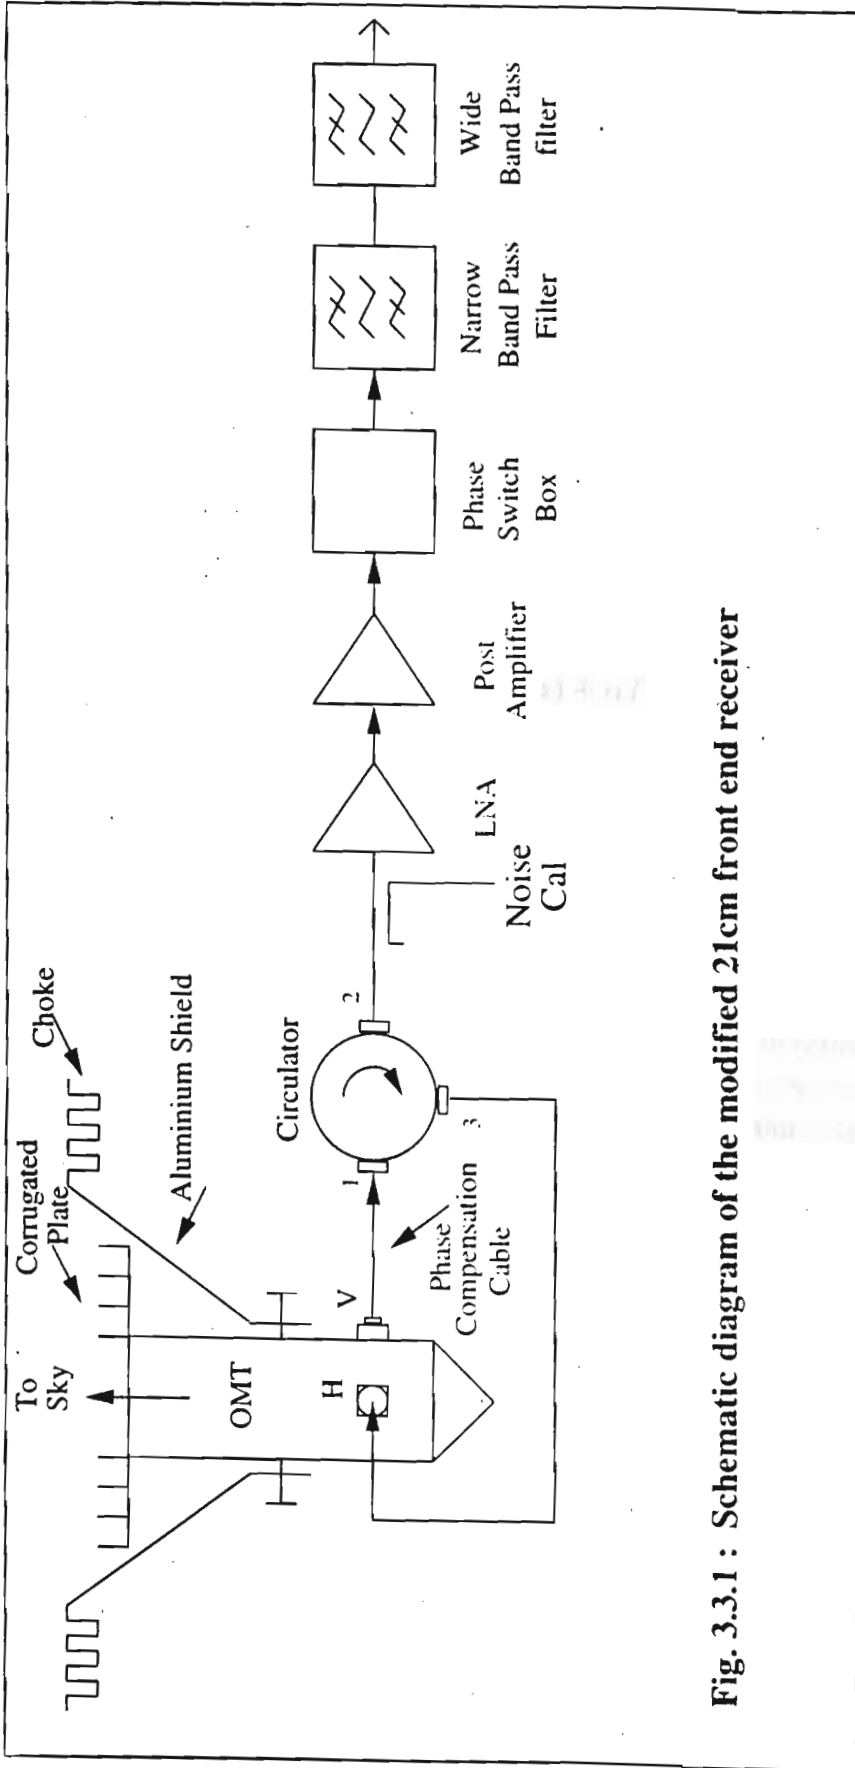 To
Sky
Corrugated
Plate
Choke
Aluminium Shield
OMT
H
V
Phase
Compensation
Cable
Circulator
1
2
3
Noise
Cal
LNA
Post
Amplifier
Phase
Switch
Box
Narrow
Band Pass
Filter
Wide
Band Pass
filter
Fig. 3.3.1 : Schematic diagram of the modified 21cm front end receiver